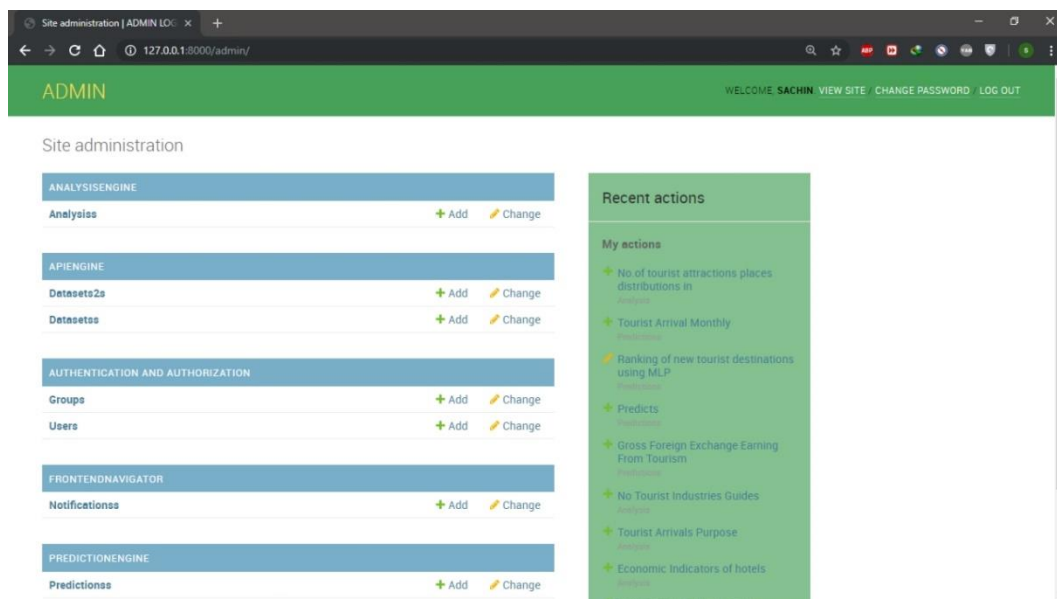 Site administration | ADMIN LOG
127.0.0.1:8000/admin/
ADMIN
WELCOME, SACHIN. VIEW SITE / CHANGE PASSWORD / LOG OUT
Site administration
ANALYSISENGINE
Analysiss + Add Change
APIENGINE
Datasets2s + Add Change
Datasetss + Add Change
AUTHENTICATION AND AUTHORIZATION
Groups + Add Change
Users + Add Change
FRONTENDNAVIGATOR
Notificationss + Add Change
PREDICTIONENGINE
Predictionss + Add Change
Recent actions
My actions
No of tourist attractions places
distributions in
Analysis
Tourist Arrival Monthly
Predictions
Ranking of new tourist destinations
using MLP
Predictions
Predicts
Predictions
Gross Foreign Exchange Earning
From Tourism
Predictions
No Tourist Industries Guides
Analysis
Tourist Arrivals Purpose
Analysis
Economic Indicators of hotels
Analysis